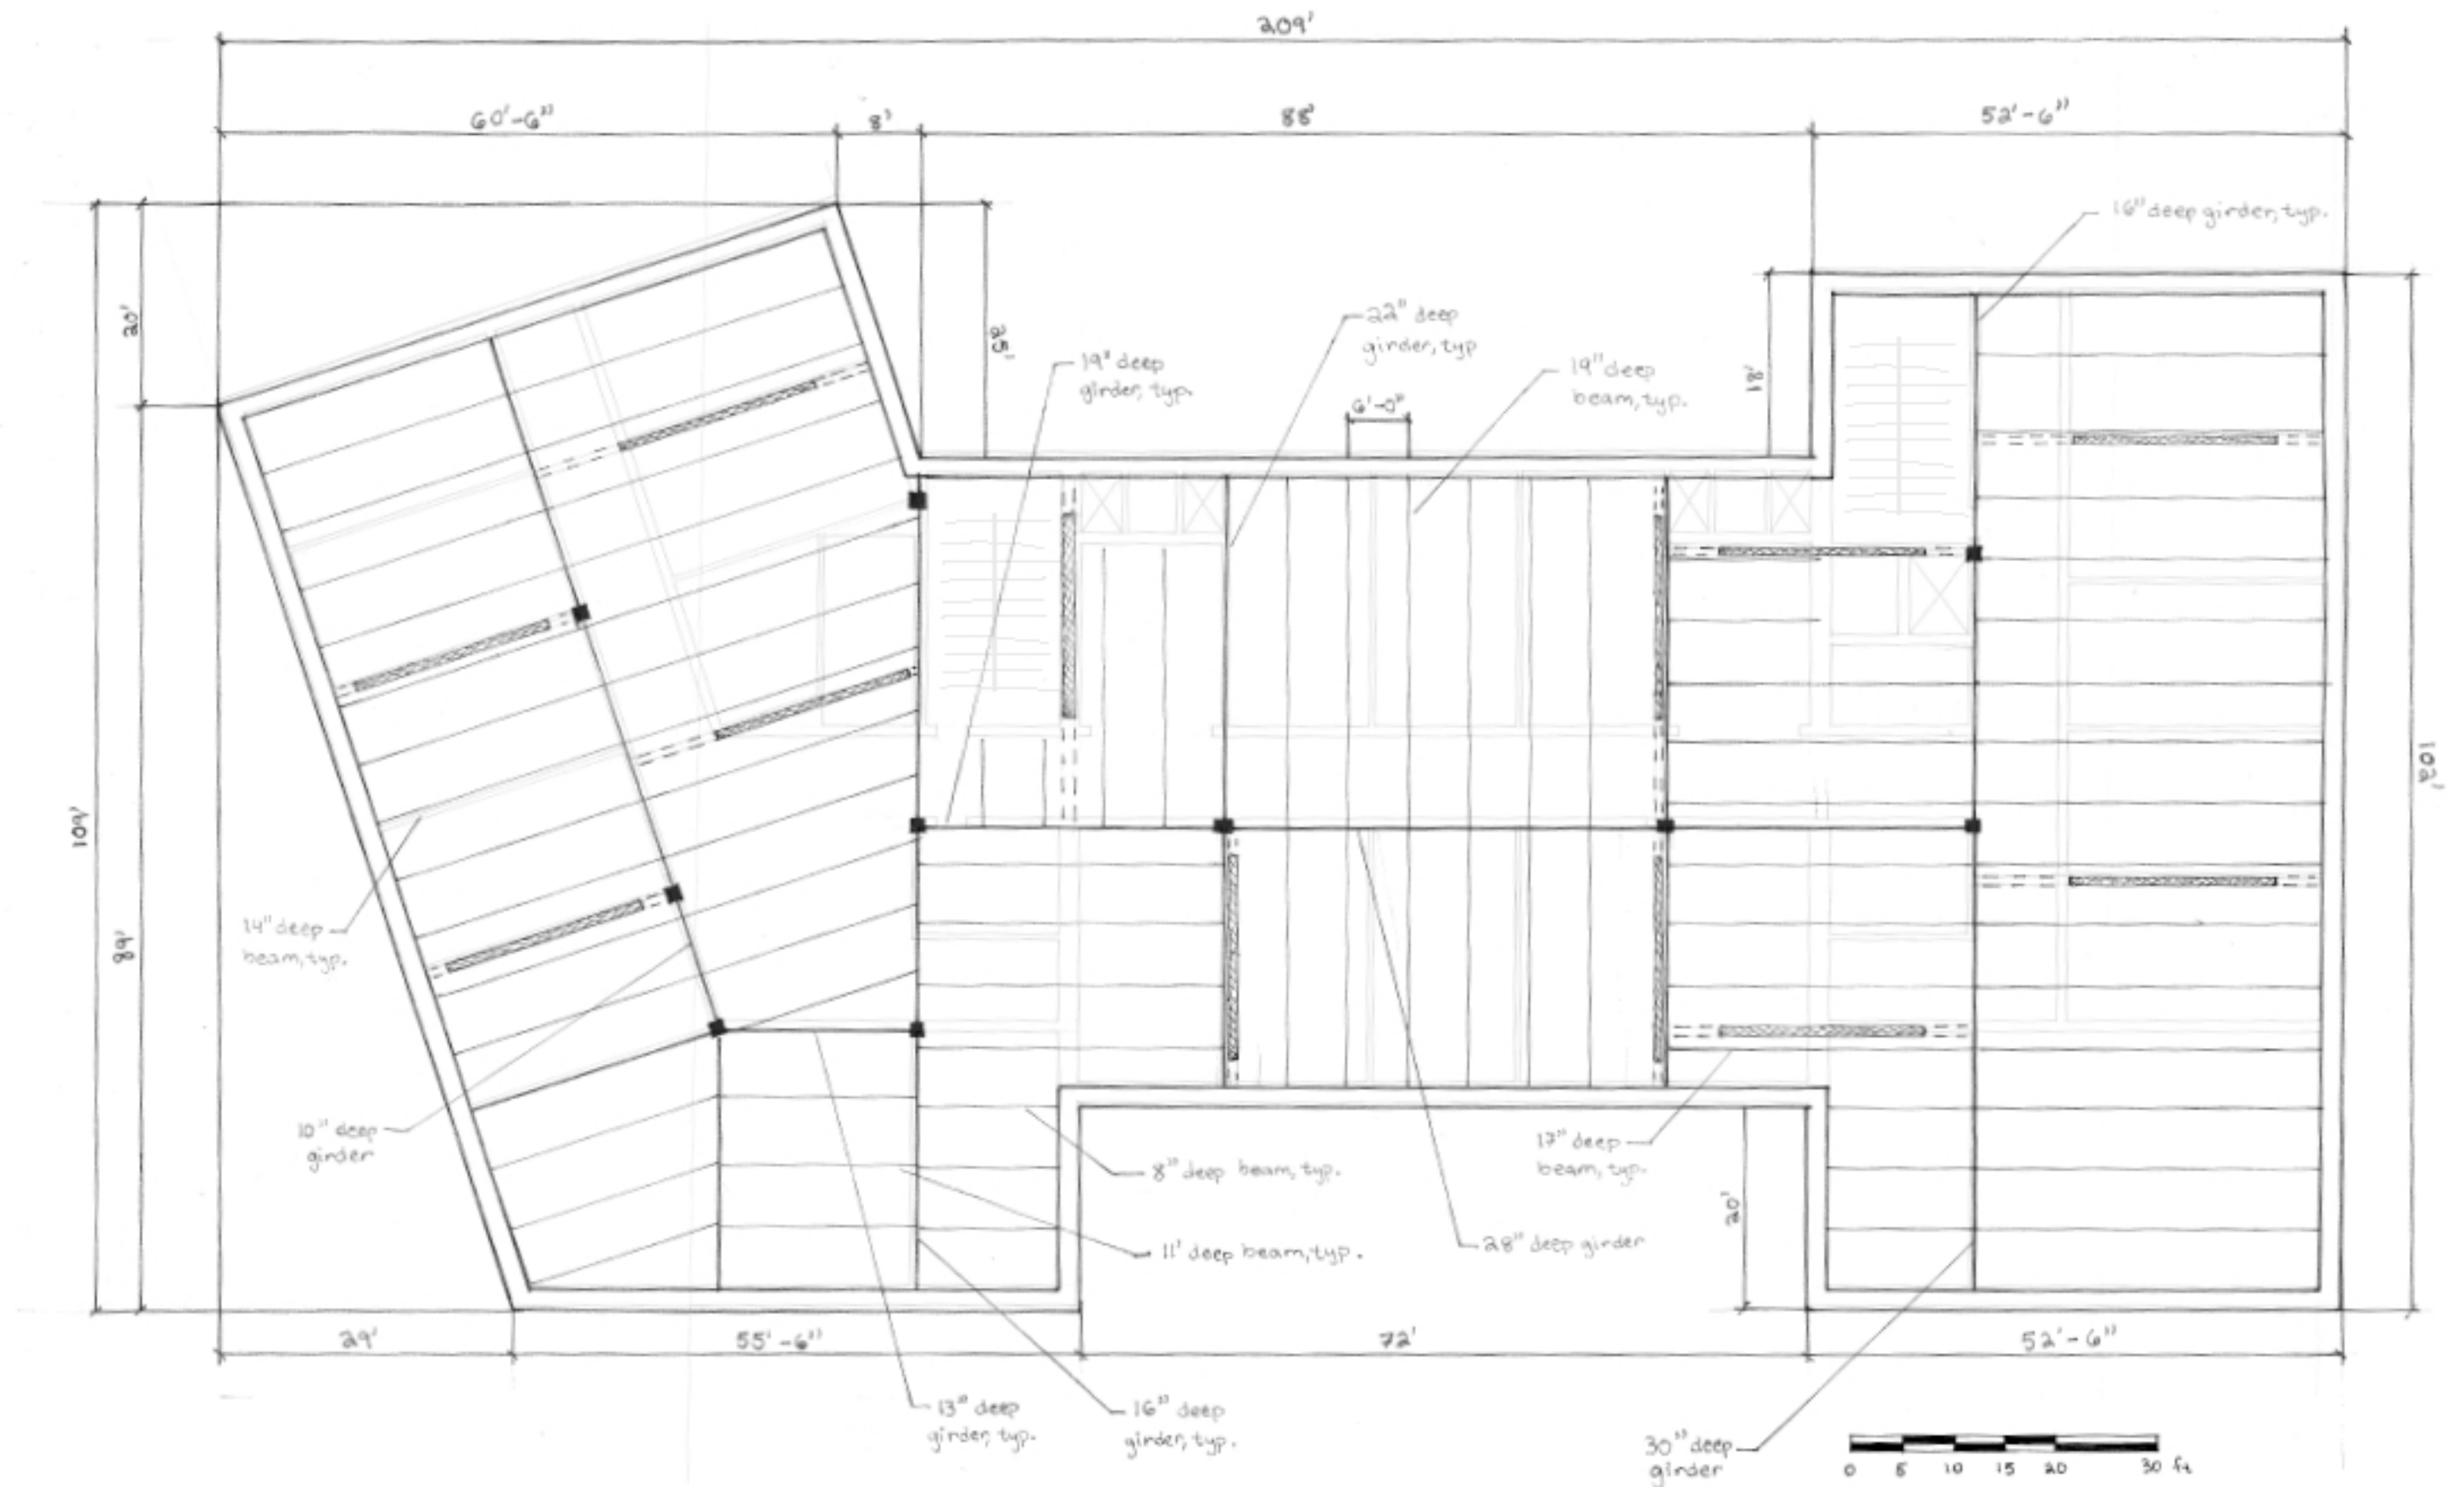 209'
60'-6"
8'
88'
52'-6"
16" deep girder, typ.
20'
25'
18'
22" deep
girder, typ
19" deep
girder, typ.
19" deep
beam, typ.
6'-0"
109'
89'
102'
14" deep
beam, typ.
10" deep
girder
8" deep beam, typ.
17" deep
beam, typ.
20'
11' deep beam, typ.
28" deep girder
29'
55'-6"
72'
52'-6"
13" deep
girder, typ.
16" deep
girder, typ.
30" deep
girder
0 5 10 15 20 30 ft